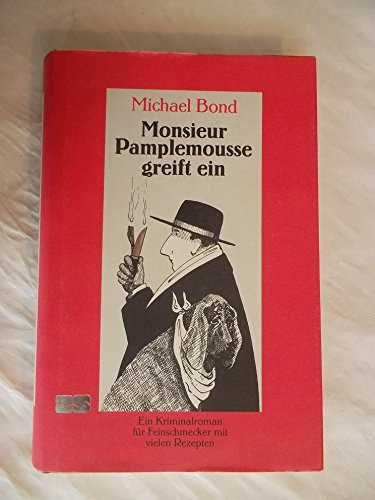 Michael Bond
Monsieur
Pamplemousse
greift ein
Ein Kriminalroman
für Feinschmecker mit
vielen Rezepten